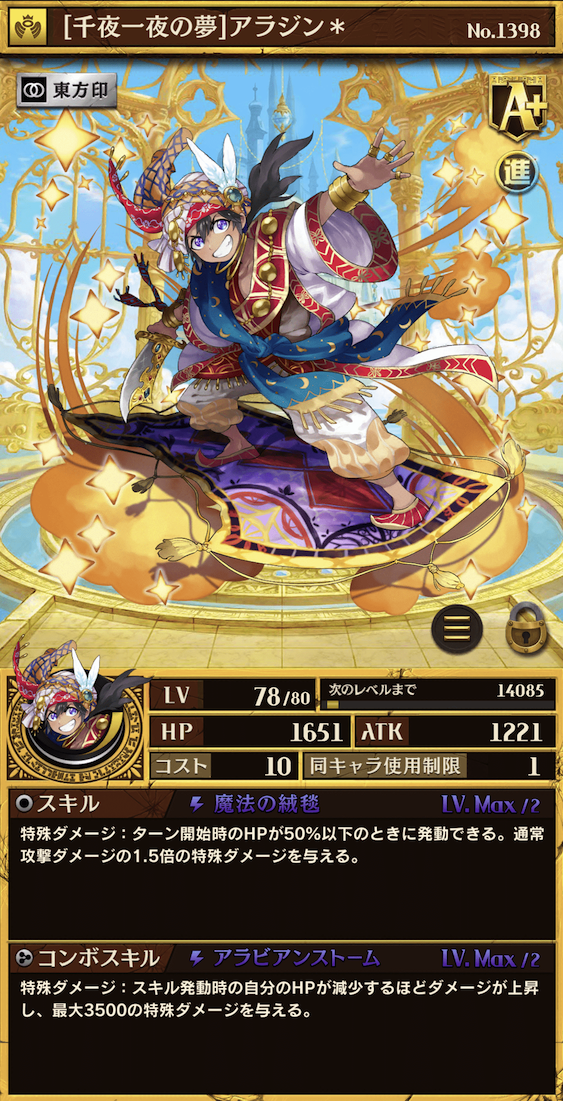 [千夜一夜の夢]アラジン＊ No.1398
東方印
A+
進
LV 78/80 次のレベルまで 14085
HP 1651 ATK 1221
コスト 10 同キャラ使用制限 1
スキル 魔法の絨毯 LV. Max /2
特殊ダメージ：ターン開始時のHPが50%以下のときに発動できる。通常
攻撃ダメージの1.5倍の特殊ダメージを与える。
コンボスキル アラビアンストーム LV. Max /2
特殊ダメージ：スキル発動時の自分のHPが減少するほどダメージが上昇
し、最大3500の特殊ダメージを与える。